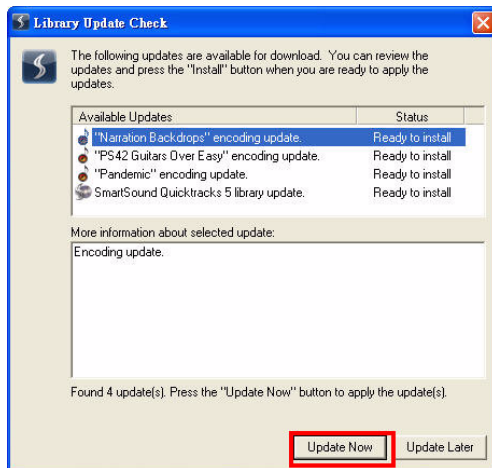 Library Update Check
The following updates are available for download. You can review the
updates and press the "Install" button when you are ready to apply the
updates.
Available Updates Status
"Narration Backdrops" encoding update. Ready to install
"PS42 Guitars Over Easy" encoding update. Ready to install
"Pandemic" encoding update. Ready to install
SmartSound Quicktracks 5 library update. Ready to install
More information about selected update:
Encoding update.
Found 4 update(s). Press the "Update Now" button to apply the update(s).
Update Now Update Later